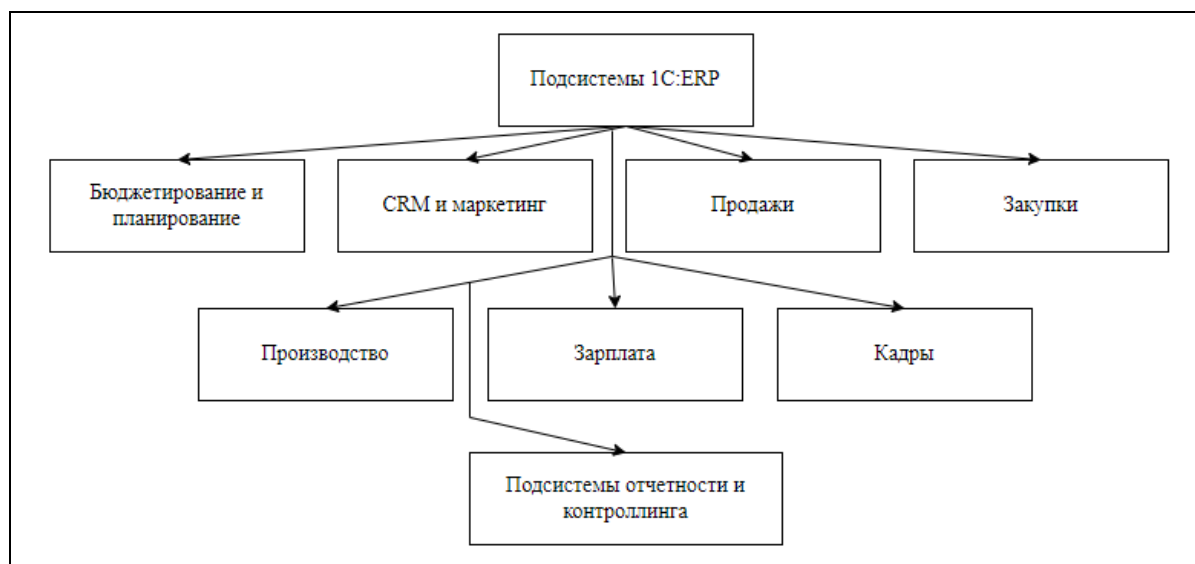 Подсистемы 1С:ERP
Бюджетирование и
планирование
CRM и маркетинг
Продажи
Закупки
Производство
Зарплата
Кадры
Подсистемы отчетности и
контроллинга